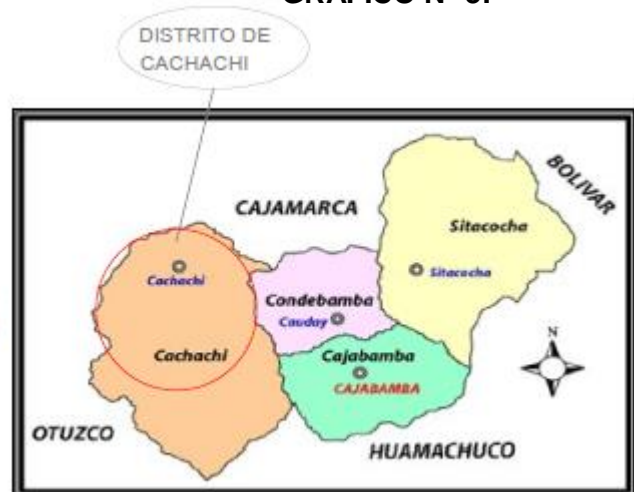 DISTRITO DE
CACHACHI
CAJAMARCA
BOLIVAR
Sitacocha
Cachachi
Sitacocha
Condebamba
Cauday
N
Cachachi
Cajabamba
CAJABAMBA
OTUZCO
HUAMACHUCO